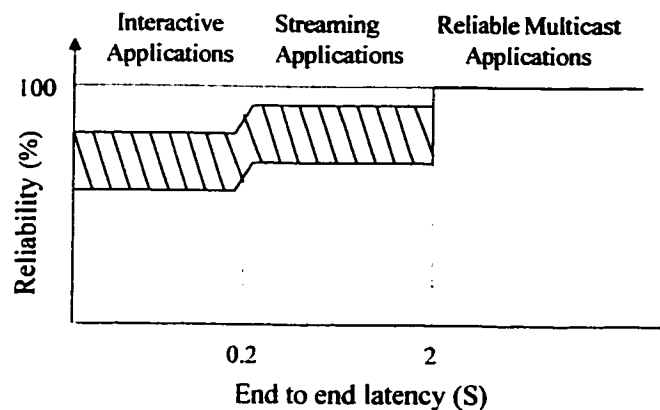 Interactive
Applications
Streaming
Applications
Reliable Multicast
Applications
100
Reliability (%)
0.2
2
End to end latency (S)